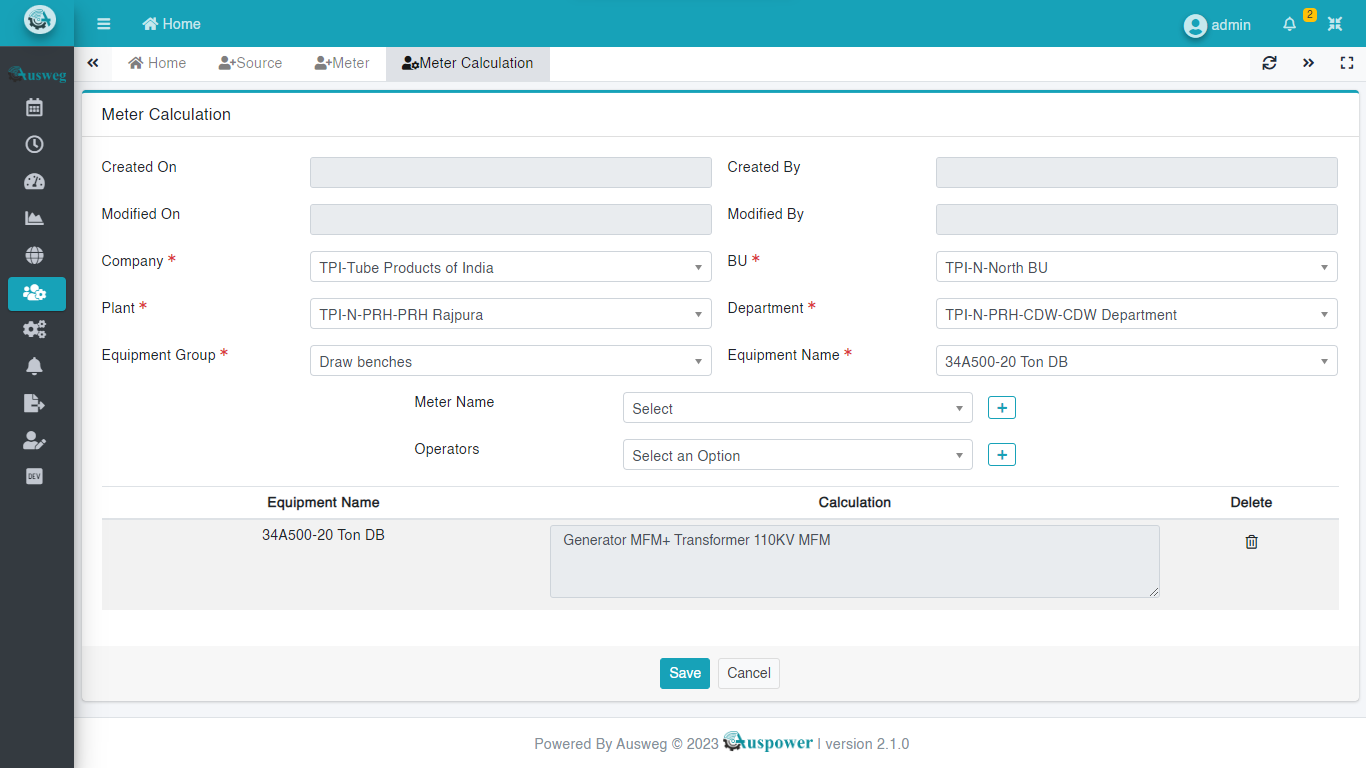 Home
admin
2
Ausweg
Home Source Meter Meter Calculation
Meter Calculation
Created On Created By
Modified On Modified By
Company * TPI-Tube Products of India BU * TPI-N-North BU
Plant * TPI-N-PRH-PRH Rajpura Department * TPI-N-PRH-CDW-CDW Department
Equipment Group * Draw benches Equipment Name * 34A500-20 Ton DB
Meter Name Select +
Operators Select an Option +
Equipment Name Calculation Delete
34A500-20 Ton DB Generator MFM+ Transformer 110KV MFM
DEV
Save Cancel
Powered By Ausweg © 2023 Auspower | version 2.1.0